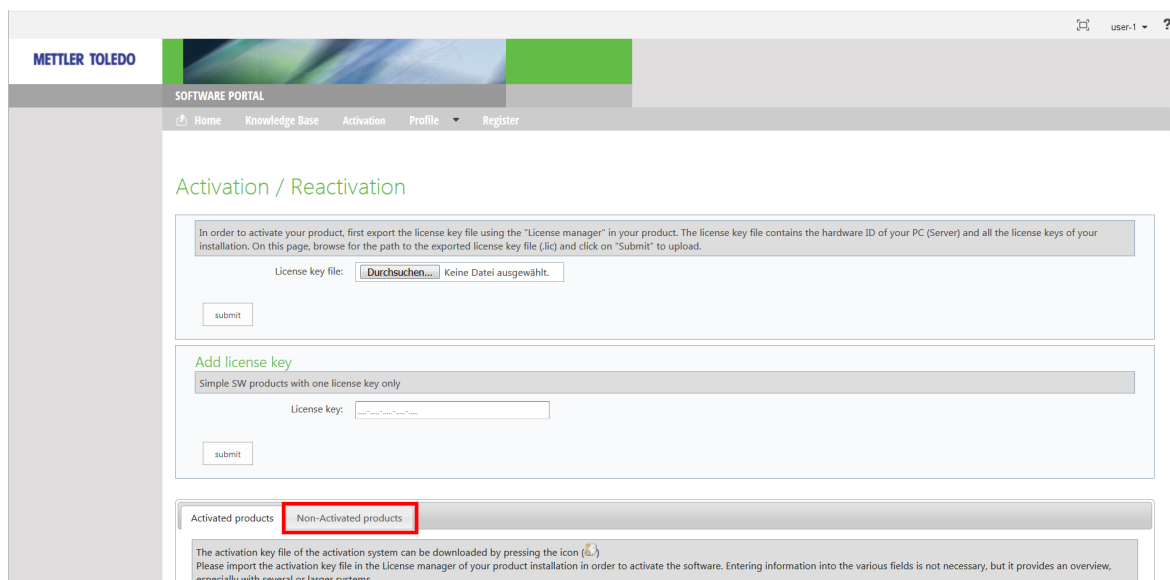 user-1
?
METTLER TOLEDO
SOFTWARE PORTAL
Home Knowledge Base Activation Profile Register
Activation / Reactivation
In order to activate your product, first export the license key file using the "License manager" in your product. The license key file contains the hardware ID of your PC (Server) and all the license keys of your
installation. On this page, browse for the path to the exported license key file (.lic) and click on "Submit" to upload.
License key file: Durchsuchen... Keine Datei ausgewählt.
submit
Add license key
Simple SW products with one license key only
License key: .....-.....-.....-.....-.....
submit
Activated products Non-Activated products
The activation key file of the activation system can be downloaded by pressing the icon ( )
Please import the activation key file in the License manager of your product installation in order to activate the software. Entering information into the various fields is not necessary, but it provides an overview,
especially with several or larger systems.